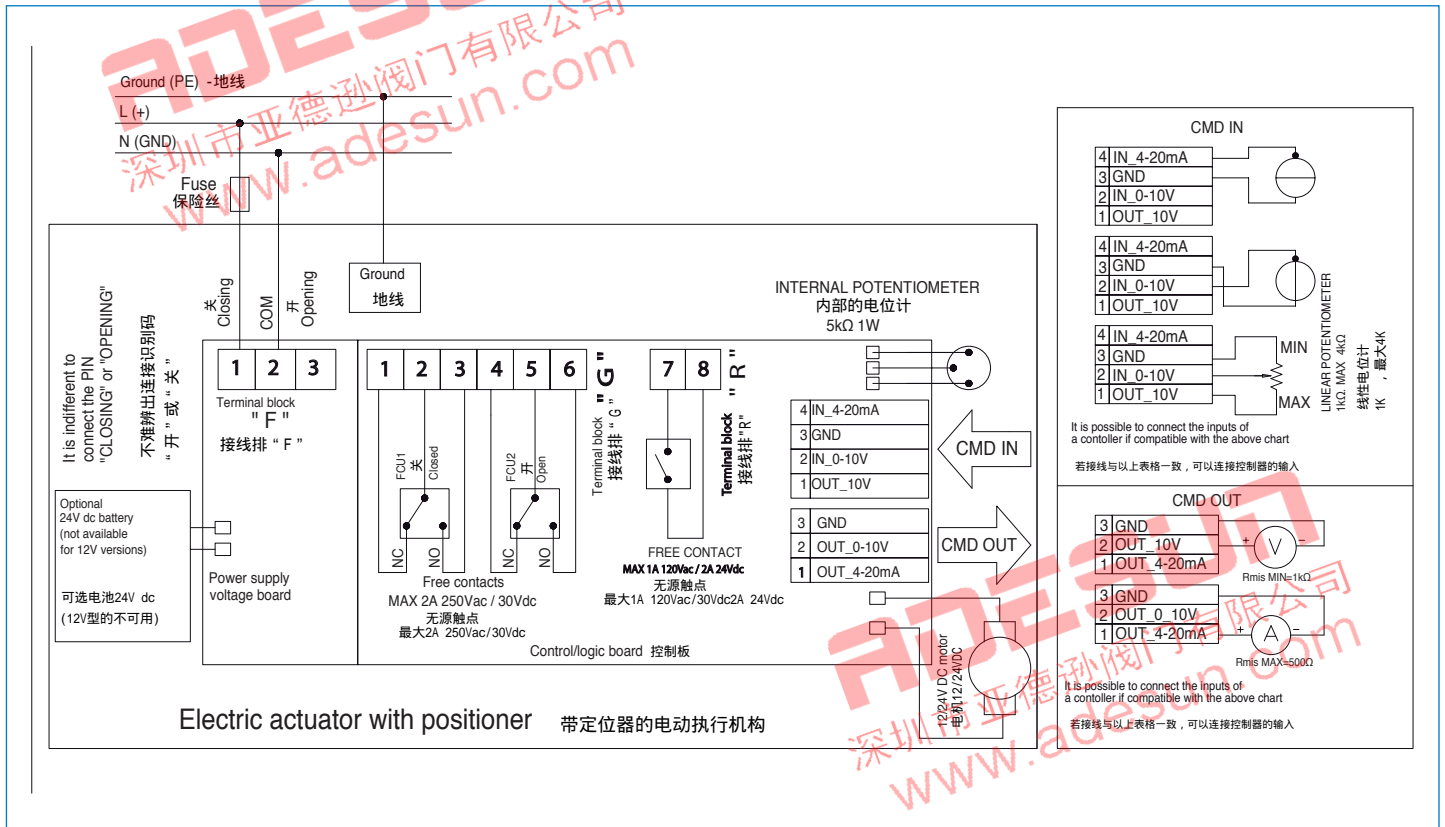 ADESUN
深圳市亚德逊阀门有限公司
www.adesun.com
Ground (PE) -地线
L (+)
N (GND)
Fuse
保险丝
Ground
地线
关
Closing
COM
开
Opening
It is indifferent to
connect the PIN
"CLOSING" or "OPENING"
不难辨出连接识别码
“ 开 ” 或 “ 关 ”
1 2 3
Terminal block
" F "
接线排 “ F ”
Optional
24V dc battery
(not available
for 12V versions)
可选电池24V dc
(12V型的不可用)
Power supply
voltage board
1 2 3 4 5 6
Terminal block " G "
接线排 “ G ”
FCU1
关
Closed
FCU2
开
Open
NC
NO
NC
NO
Free contacts
MAX 2A 250Vac / 30Vdc
无源触点
最大2A 250Vac/30Vdc
7 8
Terminal block " R "
接线排"R"
FREE CONTACT
MAX 1A 120Vac / 2A 24Vdc
无源触点
最大1A 120Vac/30Vdc2A 24Vdc
INTERNAL POTENTIOMETER
内部的电位计
5kΩ 1W
4 IN_4-20mA
3 GND
2 IN_0-10V
1 OUT_10V
CMD IN
3 GND
2 OUT_0-10V
1 OUT_4-20mA
CMD OUT
12/24V DC motor
电机12/24VDC
Control/logic board 控制板
Electric actuator with positioner 带定位器的电动执行机构
CMD IN
4 IN_4-20mA
3 GND
2 IN_0-10V
1 OUT_10V
4 IN_4-20mA
3 GND
2 IN_0-10V
1 OUT_10V
4 IN_4-20mA
3 GND
2 IN_0-10V
1 OUT_10V
MIN
MAX
LINEAR POTENTIOMETER
1kΩ. MAX 4kΩ
线性电位计
1K ，最大4K
It is possible to connect the inputs of
a contoller if compatible with the above chart
若接线与以上表格一致，可以连接控制器的输入
CMD OUT
3 GND
2 OUT_10V
1 OUT_4-20mA
+ V −
Rmis MIN=1kΩ
3 GND
2 OUT_0_10V
1 OUT_4-20mA
+ A −
Rmis MAX=500Ω
It is possible to connect the inputs of
a contoller if compatible with the above chart
若接线与以上表格一致，可以连接控制器的输入
ADESUN
深圳市亚德逊阀门有限公司
www.adesun.com